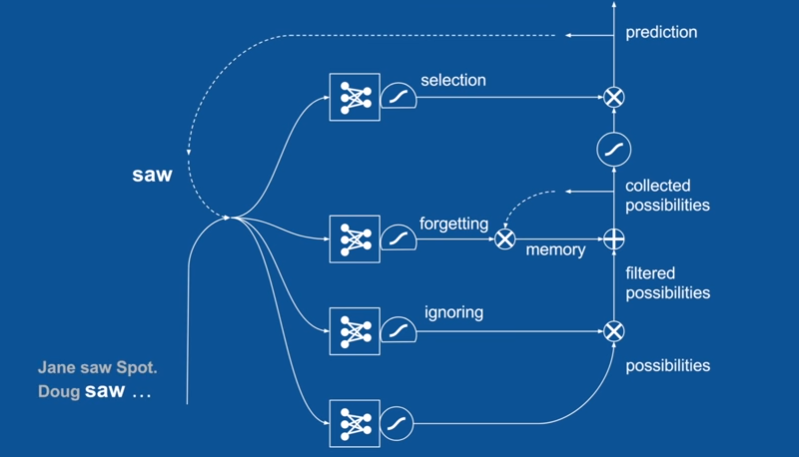 prediction
selection
saw
collected
possibilities
forgetting
memory
filtered
possibilities
ignoring
Jane saw Spot.
Doug saw ...
possibilities